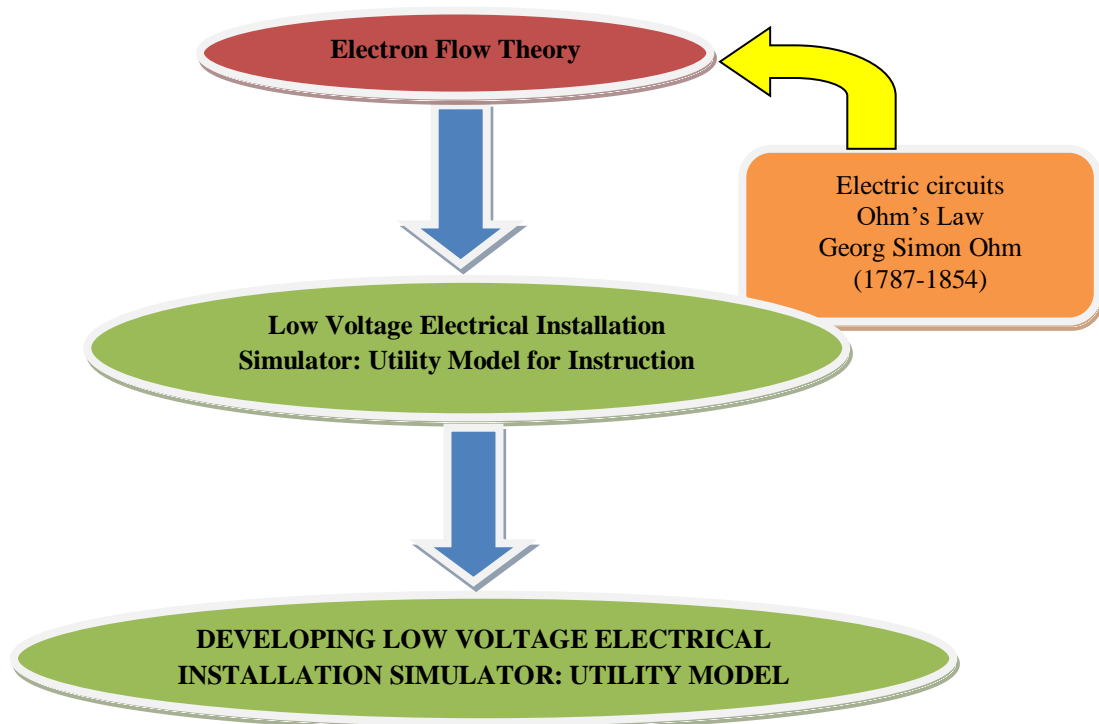 Electron Flow Theory
Electric circuits
Ohm’s Law
Georg Simon Ohm
(1787-1854)
Low Voltage Electrical Installation
Simulator: Utility Model for Instruction
DEVELOPING LOW VOLTAGE ELECTRICAL
INSTALLATION SIMULATOR: UTILITY MODEL